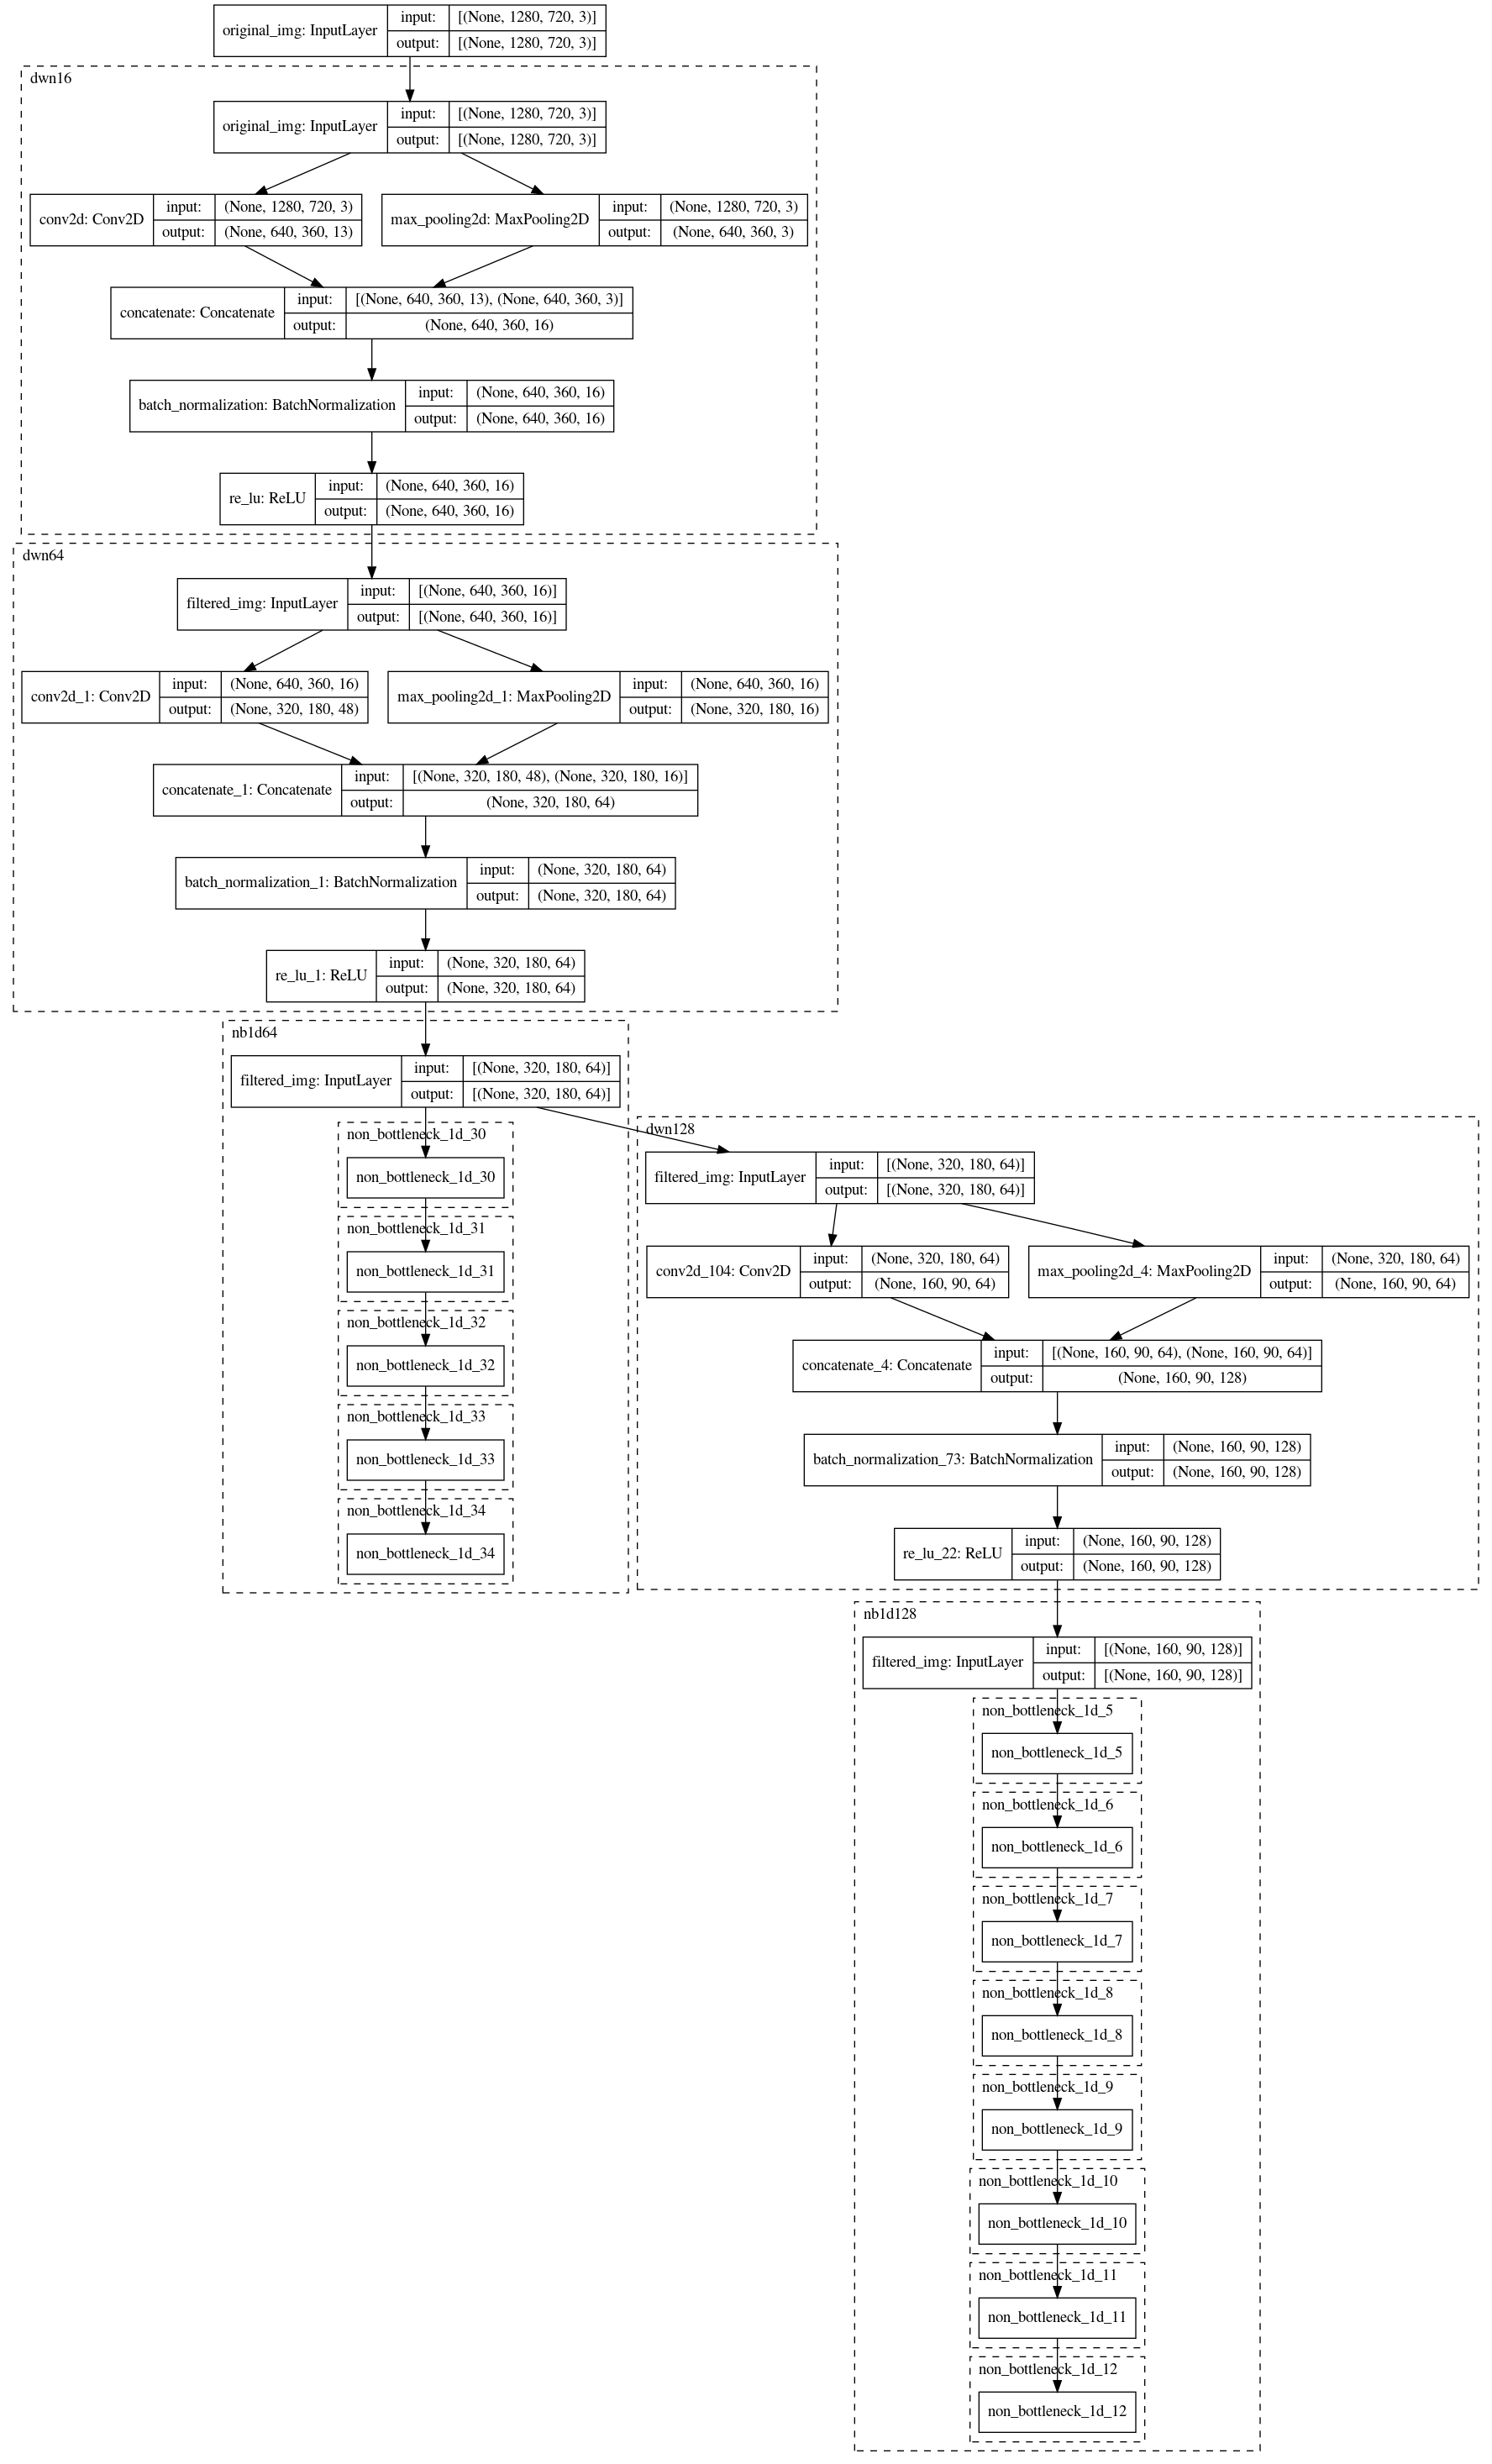 original_img: InputLayer
input:
[(None, 1280, 720, 3)]
output:
[(None, 1280, 720, 3)]
dwn16
original_img: InputLayer
input:
[(None, 1280, 720, 3)]
output:
[(None, 1280, 720, 3)]
conv2d: Conv2D
input:
(None, 1280, 720, 3)
output:
(None, 640, 360, 13)
max_pooling2d: MaxPooling2D
input:
(None, 1280, 720, 3)
output:
(None, 640, 360, 3)
concatenate: Concatenate
input:
[(None, 640, 360, 13), (None, 640, 360, 3)]
output:
(None, 640, 360, 16)
batch_normalization: BatchNormalization
input:
(None, 640, 360, 16)
output:
(None, 640, 360, 16)
re_lu: ReLU
input:
(None, 640, 360, 16)
output:
(None, 640, 360, 16)
dwn64
filtered_img: InputLayer
input:
[(None, 640, 360, 16)]
output:
[(None, 640, 360, 16)]
conv2d_1: Conv2D
input:
(None, 640, 360, 16)
output:
(None, 320, 180, 48)
max_pooling2d_1: MaxPooling2D
input:
(None, 640, 360, 16)
output:
(None, 320, 180, 16)
concatenate_1: Concatenate
input:
[(None, 320, 180, 48), (None, 320, 180, 16)]
output:
(None, 320, 180, 64)
batch_normalization_1: BatchNormalization
input:
(None, 320, 180, 64)
output:
(None, 320, 180, 64)
re_lu_1: ReLU
input:
(None, 320, 180, 64)
output:
(None, 320, 180, 64)
nb1d64
filtered_img: InputLayer
input:
[(None, 320, 180, 64)]
output:
[(None, 320, 180, 64)]
non_bottleneck_1d_30
non_bottleneck_1d_30
non_bottleneck_1d_31
non_bottleneck_1d_31
non_bottleneck_1d_32
non_bottleneck_1d_32
non_bottleneck_1d_33
non_bottleneck_1d_33
non_bottleneck_1d_34
non_bottleneck_1d_34
dwn128
filtered_img: InputLayer
input:
[(None, 320, 180, 64)]
output:
[(None, 320, 180, 64)]
conv2d_104: Conv2D
input:
(None, 320, 180, 64)
output:
(None, 160, 90, 64)
max_pooling2d_4: MaxPooling2D
input:
(None, 320, 180, 64)
output:
(None, 160, 90, 64)
concatenate_4: Concatenate
input:
[(None, 160, 90, 64), (None, 160, 90, 64)]
output:
(None, 160, 90, 128)
batch_normalization_73: BatchNormalization
input:
(None, 160, 90, 128)
output:
(None, 160, 90, 128)
re_lu_22: ReLU
input:
(None, 160, 90, 128)
output:
(None, 160, 90, 128)
nb1d128
filtered_img: InputLayer
input:
[(None, 160, 90, 128)]
output:
[(None, 160, 90, 128)]
non_bottleneck_1d_5
non_bottleneck_1d_5
non_bottleneck_1d_6
non_bottleneck_1d_6
non_bottleneck_1d_7
non_bottleneck_1d_7
non_bottleneck_1d_8
non_bottleneck_1d_8
non_bottleneck_1d_9
non_bottleneck_1d_9
non_bottleneck_1d_10
non_bottleneck_1d_10
non_bottleneck_1d_11
non_bottleneck_1d_11
non_bottleneck_1d_12
non_bottleneck_1d_12